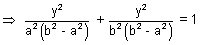 ⇒ y²/(a²(b² - a²)) + y²/(b²(b² - a²)) = 1